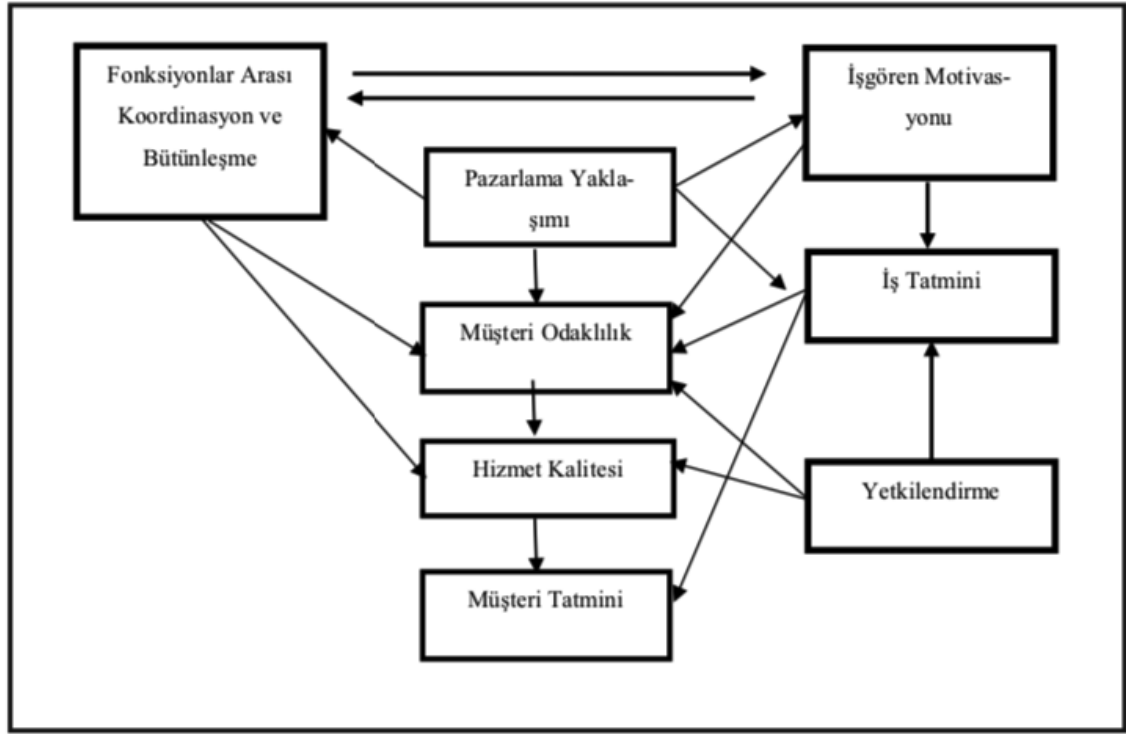 Fonksiyonlar Arası
Koordinasyon ve
Bütünleşme
İşgören Motivas-
yonu
Pazarlama Yakla-
şımı
İş Tatmini
Müşteri Odaklılık
Hizmet Kalitesi
Yetkilendirme
Müşteri Tatmini